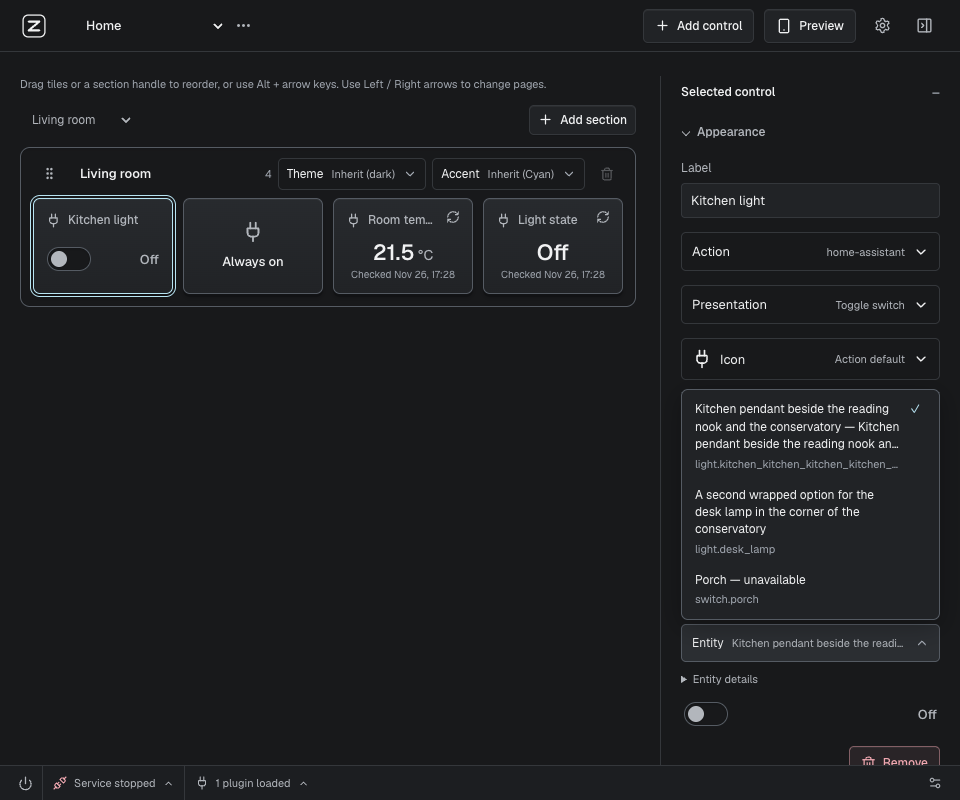 Home
Add control
Preview
Drag tiles or a section handle to reorder, or use Alt + arrow keys. Use Left / Right arrows to change pages.
Living room
Add section
Living room
4
Theme Inherit (dark)
Accent Inherit (Cyan)
Kitchen light
Off
Always on
Room tem...
21.5 °C
Checked Nov 26, 17:28
Light state
Off
Checked Nov 26, 17:28
Selected control
Appearance
Label
Kitchen light
Action home-assistant
Presentation Toggle switch
Icon Action default
Kitchen pendant beside the reading
nook and the conservatory — Kitchen
pendant beside the reading nook an...
light.kitchen_kitchen_kitchen_kitchen_...
A second wrapped option for the
desk lamp in the corner of the
conservatory
light.desk_lamp
Porch — unavailable
switch.porch
Entity Kitchen pendant beside the readi...
Entity details
Off
Remove
Service stopped
1 plugin loaded